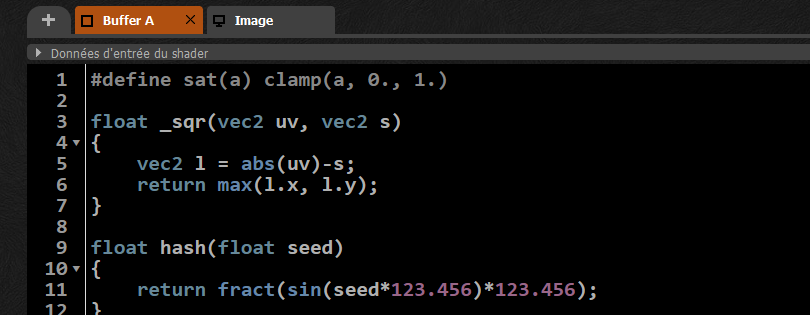 + Buffer A × Image
Données d'entrée du shader
1 #define sat(a) clamp(a, 0., 1.)
2
3 float _sqr(vec2 uv, vec2 s)
4 {
5     vec2 l = abs(uv)-s;
6     return max(l.x, l.y);
7 }
8
9 float hash(float seed)
10 {
11     return fract(sin(seed*123.456)*123.456);
12 }